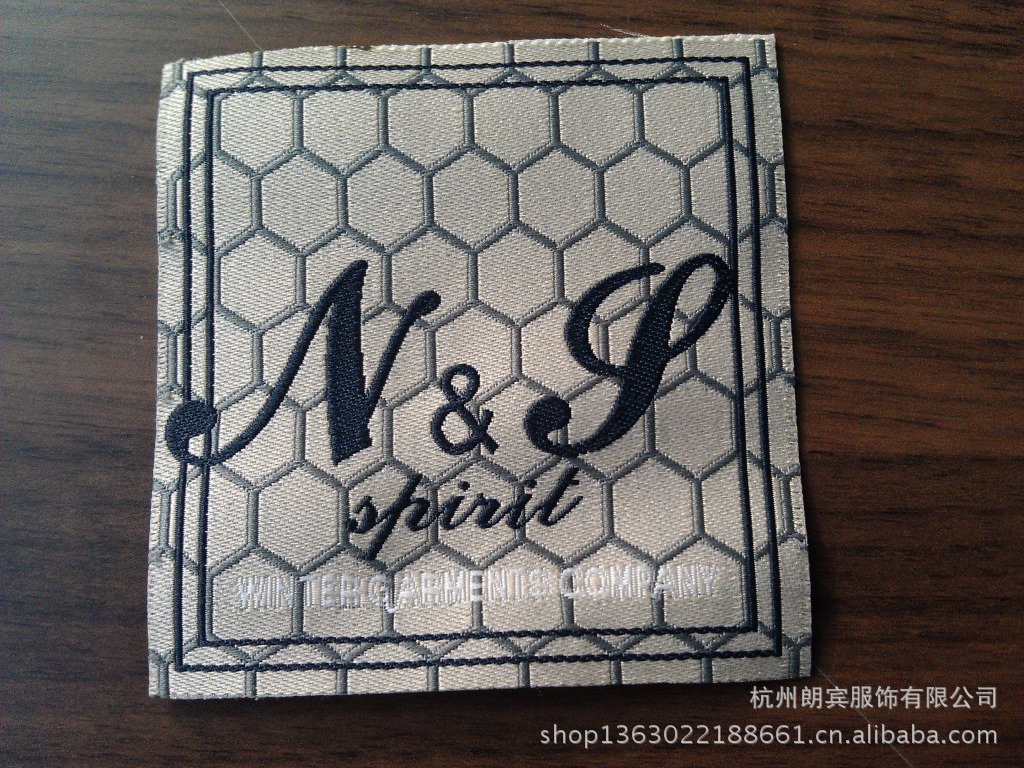 N & S
spirit
WINTER GARMENTS COMPANY
杭州朗宾服饰有限公司
shop1363022188661.cn.alibaba.com